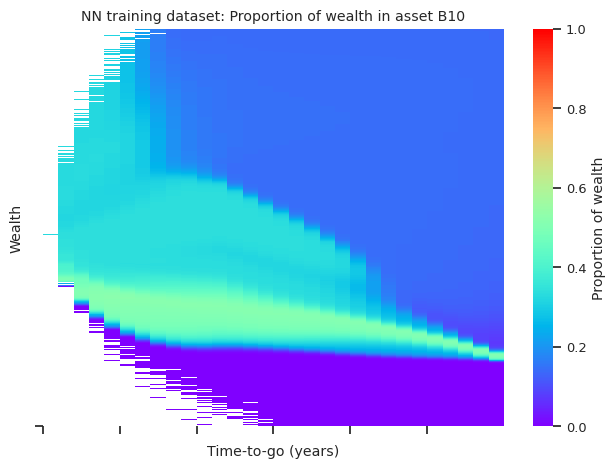 NN training dataset: Proportion of wealth in asset B10
Wealth
Time-to-go (years)
1.0
0.8
0.6
0.4
0.2
0.0
Proportion of wealth